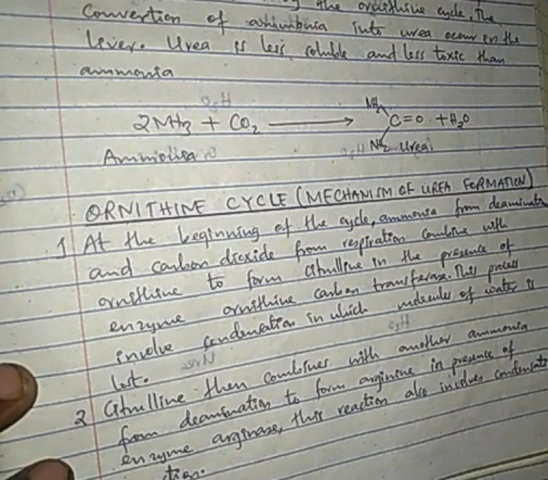 the ornithine cycle, The
Convertion of ammonia into urea occur in the
lever. Urea is less soluble and less toxic than
ammonia
2NH3 + CO2 ⟶ NH2 C=O + H2O
Ammonia NH2 Urea
ORNITHINE CYCLE (MECHANISM OF UREA FORMATION)
1 At the beginning of the cycle, ammonia from deamination
and carbon dioxide from respiration combine with
ornithine to form citrulline in the presence of
enzyme ornithine carbon transferase. This process
involve condensation in which molecule of water is
lost.
2 Citrulline then combines with another ammonia
from deamination to form arginine in presence of
enzyme arginase, this reaction also involves condensa
tion.